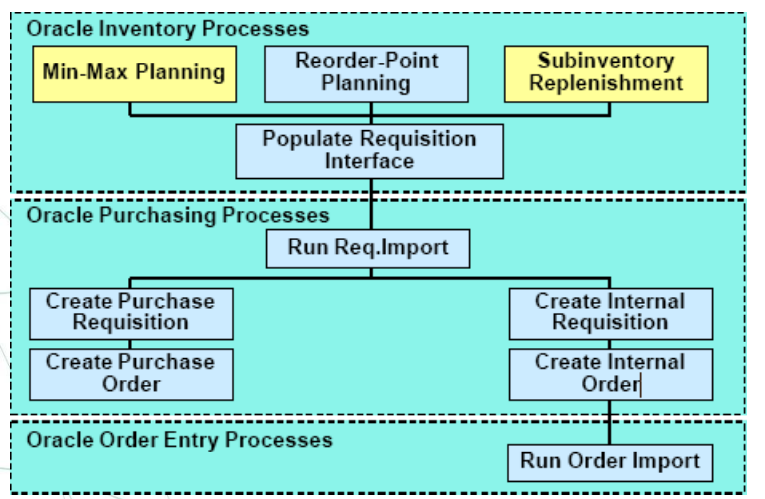 Oracle Inventory Processes
Min-Max Planning
Reorder-Point
Planning
Subinventory
Replenishment
Populate Requisition
Interface
Oracle Purchasing Processes
Run Req.Import
Create Purchase
Requisition
Create Internal
Requisition
Create Purchase
Order
Create Internal
Order
Oracle Order Entry Processes
Run Order Import